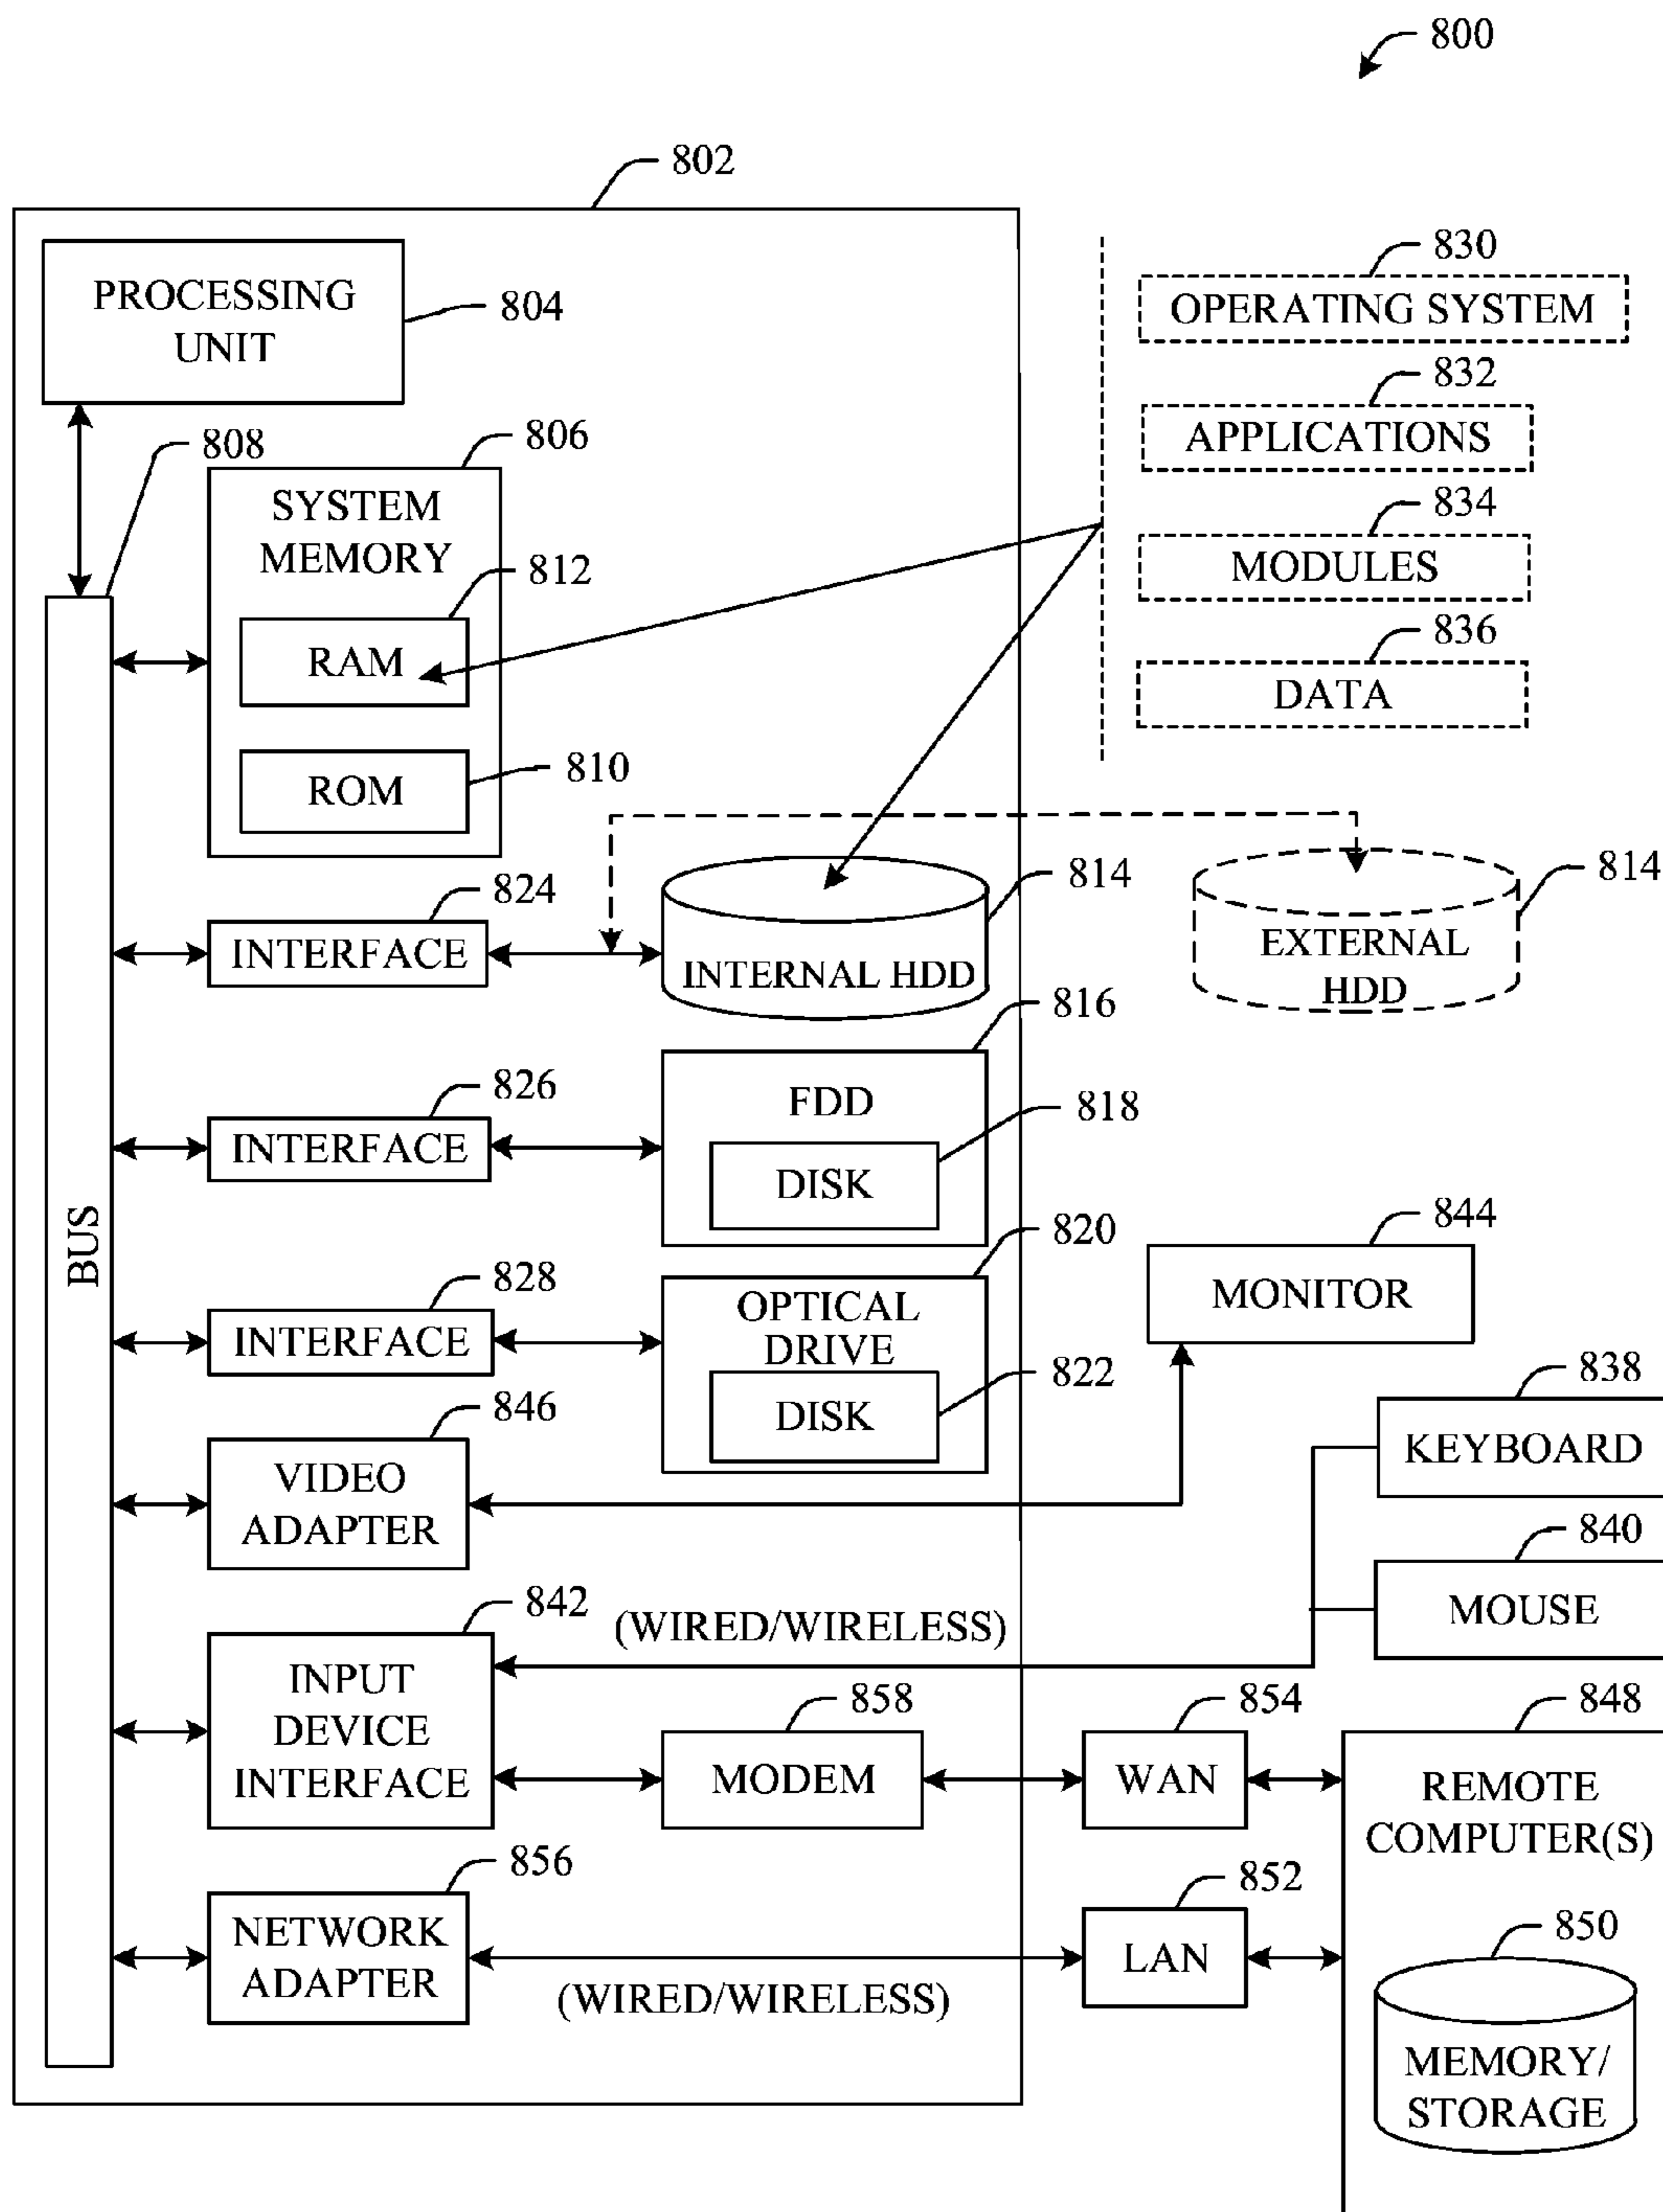 800
802
PROCESSING
UNIT
804
830
OPERATING SYSTEM
832
APPLICATIONS
834
MODULES
836
DATA
808
806
SYSTEM
MEMORY
812
RAM
ROM
810
824
INTERFACE
INTERNAL HDD
814
EXTERNAL
HDD
814
816
FDD
818
DISK
826
INTERFACE
BUS
820
OPTICAL
DRIVE
822
DISK
828
INTERFACE
844
MONITOR
846
VIDEO
ADAPTER
838
KEYBOARD
840
MOUSE
842
(WIRED/WIRELESS)
INPUT
DEVICE
INTERFACE
858
MODEM
854
WAN
848
REMOTE
COMPUTER(S)
856
NETWORK
ADAPTER
(WIRED/WIRELESS)
852
LAN
850
MEMORY/
STORAGE